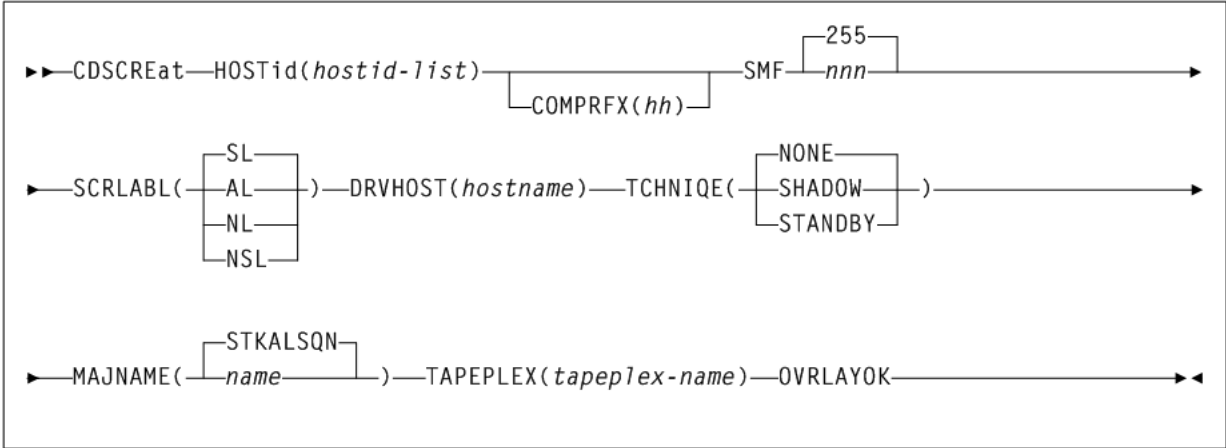 255
CDSCREat HOSTid(hostid-list) SMF nnn
COMPRFX(hh)
SL NONE
SCRLABL( AL ) DRVHOST(hostname) TCHNIQE( SHADOW )
NL STANDBY
NSL
STKALSQN
MAJNAME( name ) TAPEPLEX(tapeplex-name) OVRLAYOK